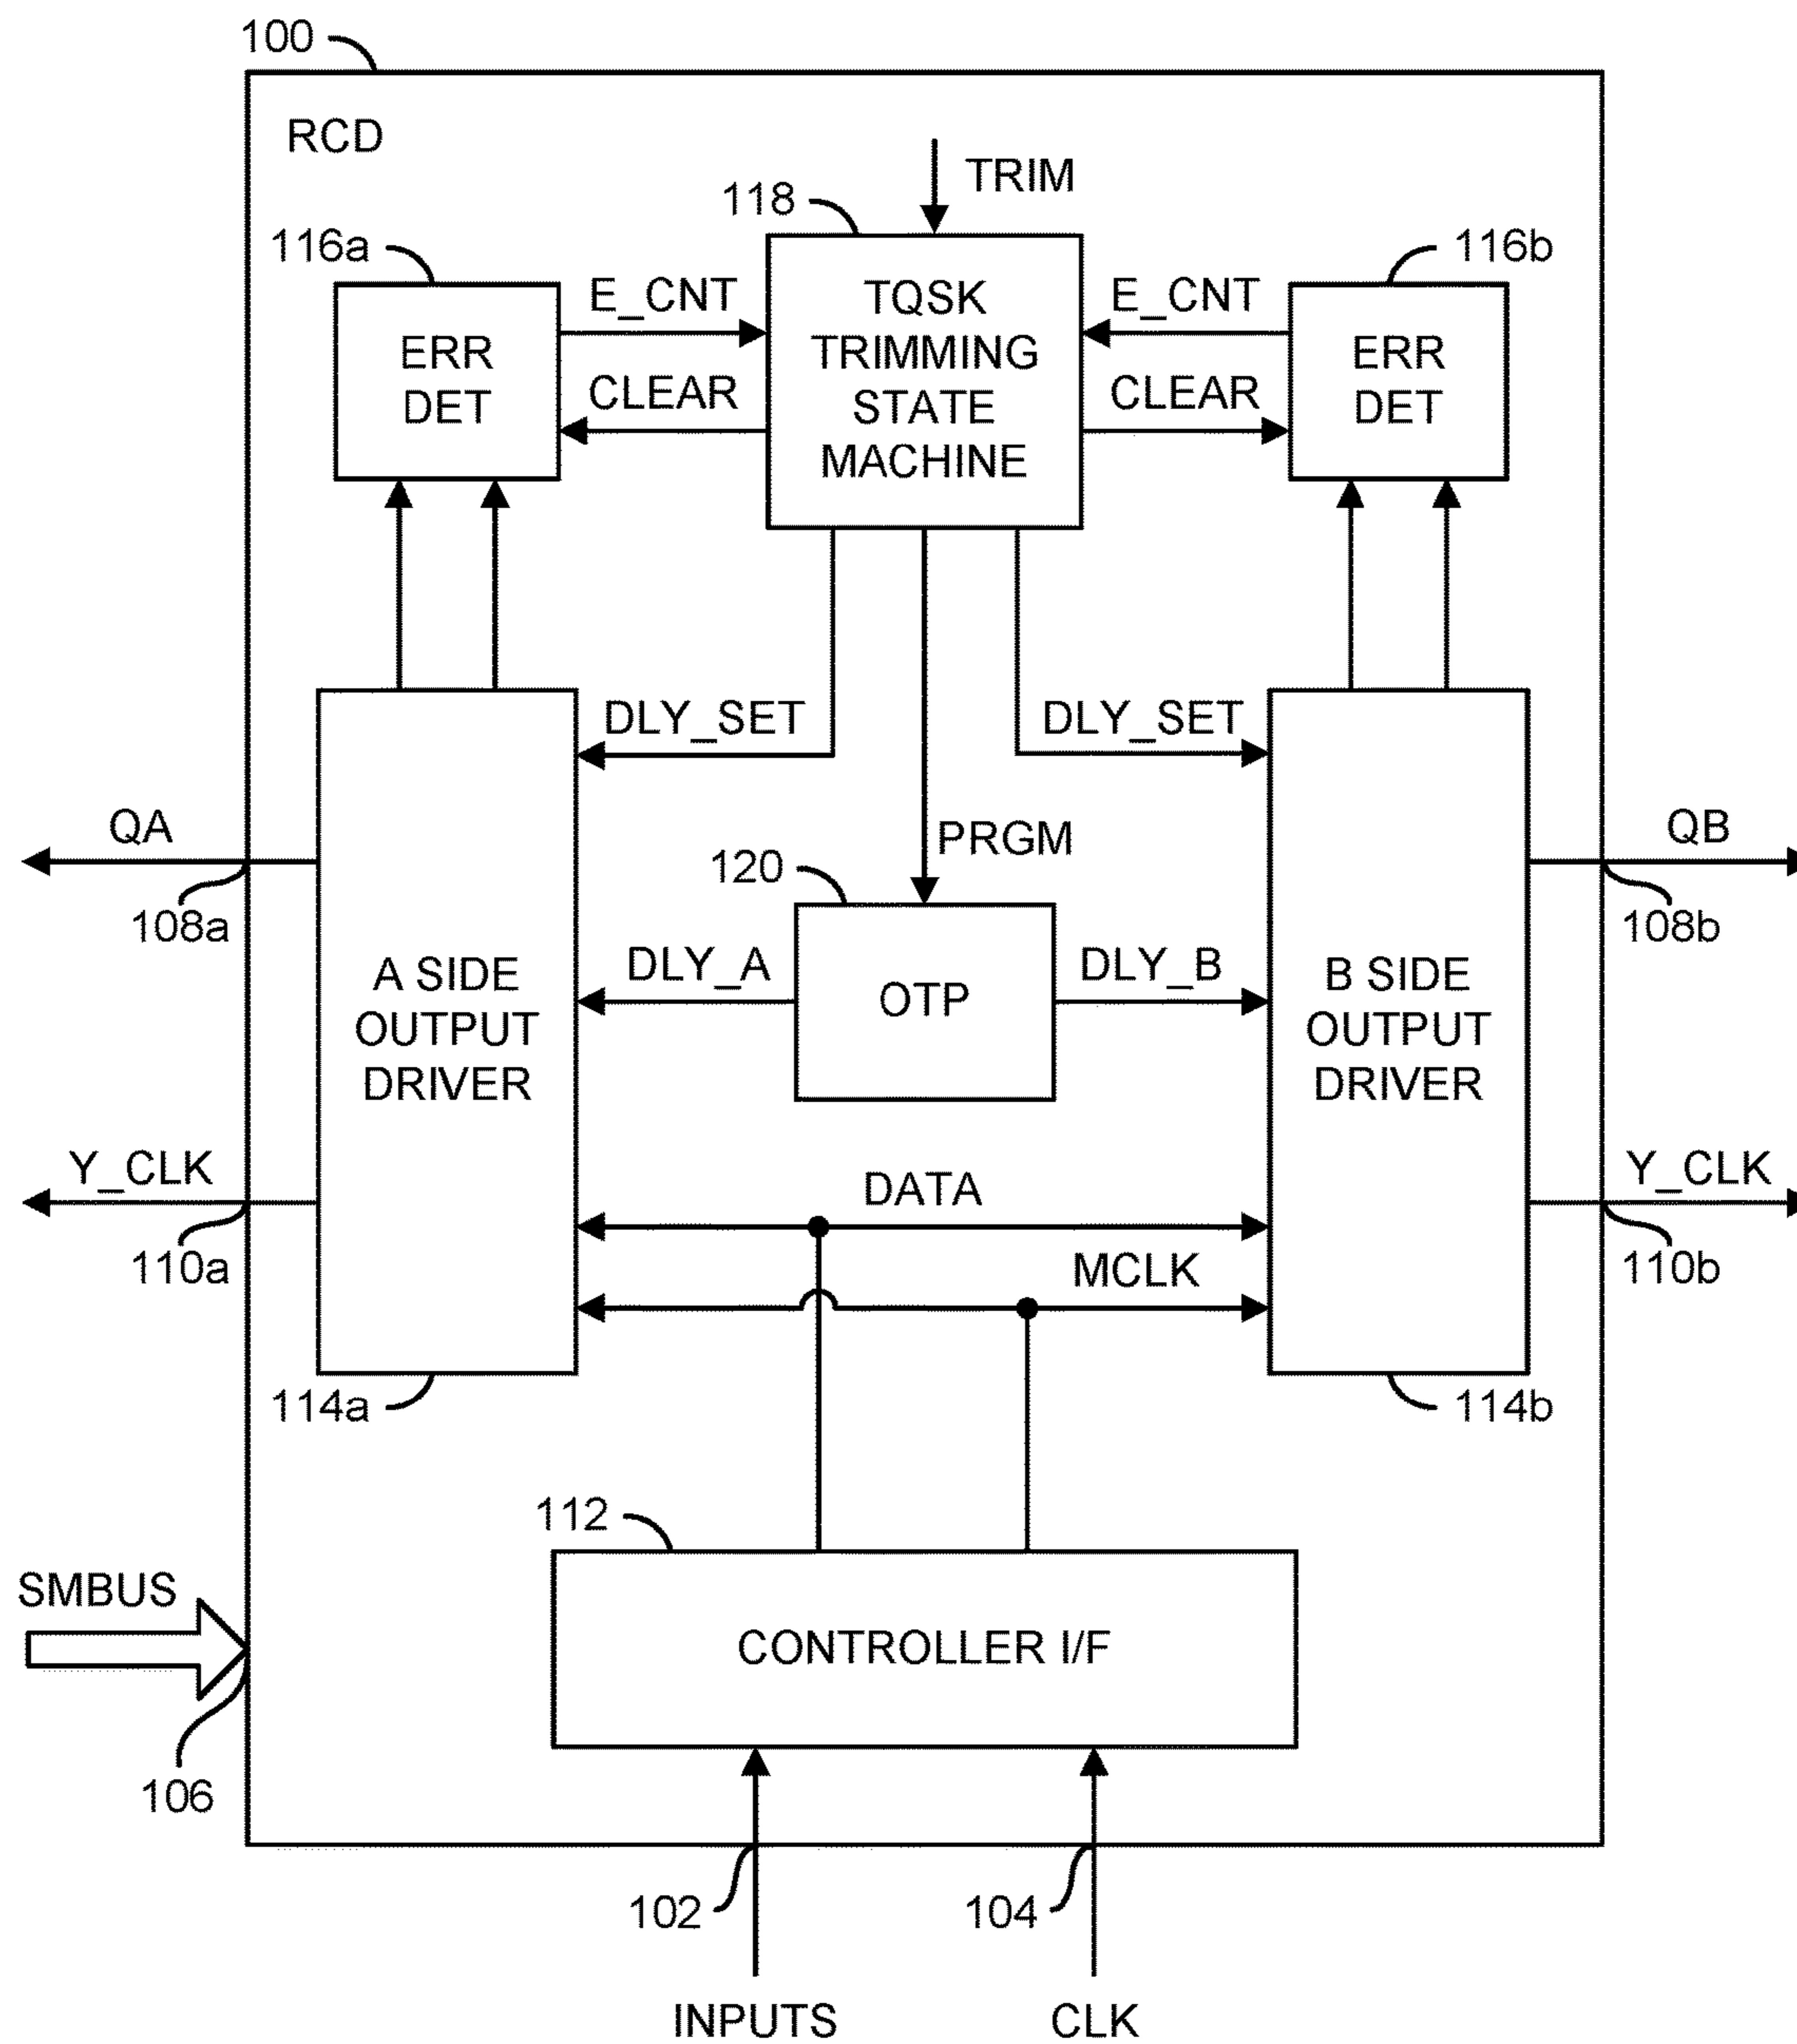 100
RCD
TRIM
118
116a
116b
E_CNT
E_CNT
TQSK
TRIMMING
STATE
MACHINE
ERR
DET
ERR
DET
CLEAR
CLEAR
DLY_SET
DLY_SET
QA
QB
PRGM
120
108a
108b
DLY_A
DLY_B
A SIDE
OUTPUT
DRIVER
OTP
B SIDE
OUTPUT
DRIVER
Y_CLK
DATA
Y_CLK
110a
MCLK
110b
114a
114b
112
SMBUS
CONTROLLER I/F
106
102
104
INPUTS
CLK